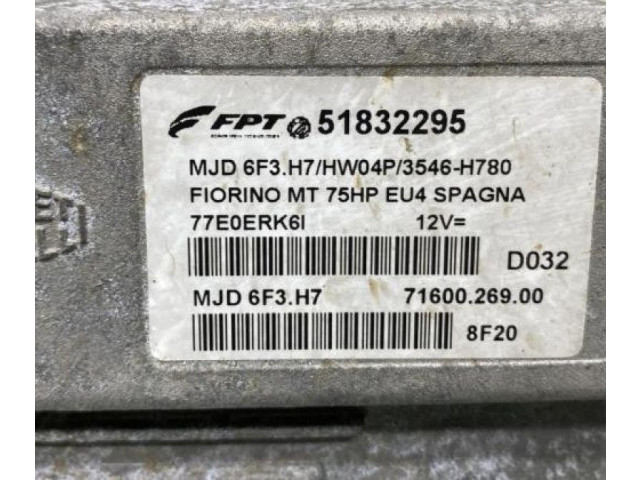 FPT 51832295
MJD 6F3.H7/HW04P/3546-H780
FIORINO MT 75HP EU4 SPAGNA
77E0ERK6I 12V=
D032
MJD 6F3.H7 71600.269.00
8F20